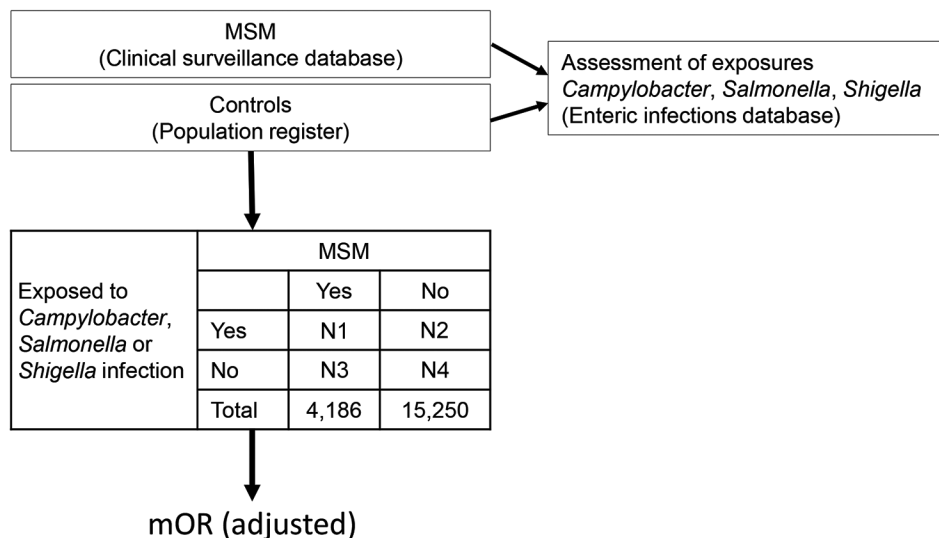 MSM
(Clinical surveillance database)
Controls
(Population register)
Assessment of exposures
Campylobacter, Salmonella, Shigella
(Enteric infections database)
Exposed to
Campylobacter,
Salmonella or
Shigella infection
MSM
Yes No
Yes N1 N2
No N3 N4
Total 4,186 15,250
mOR (adjusted)